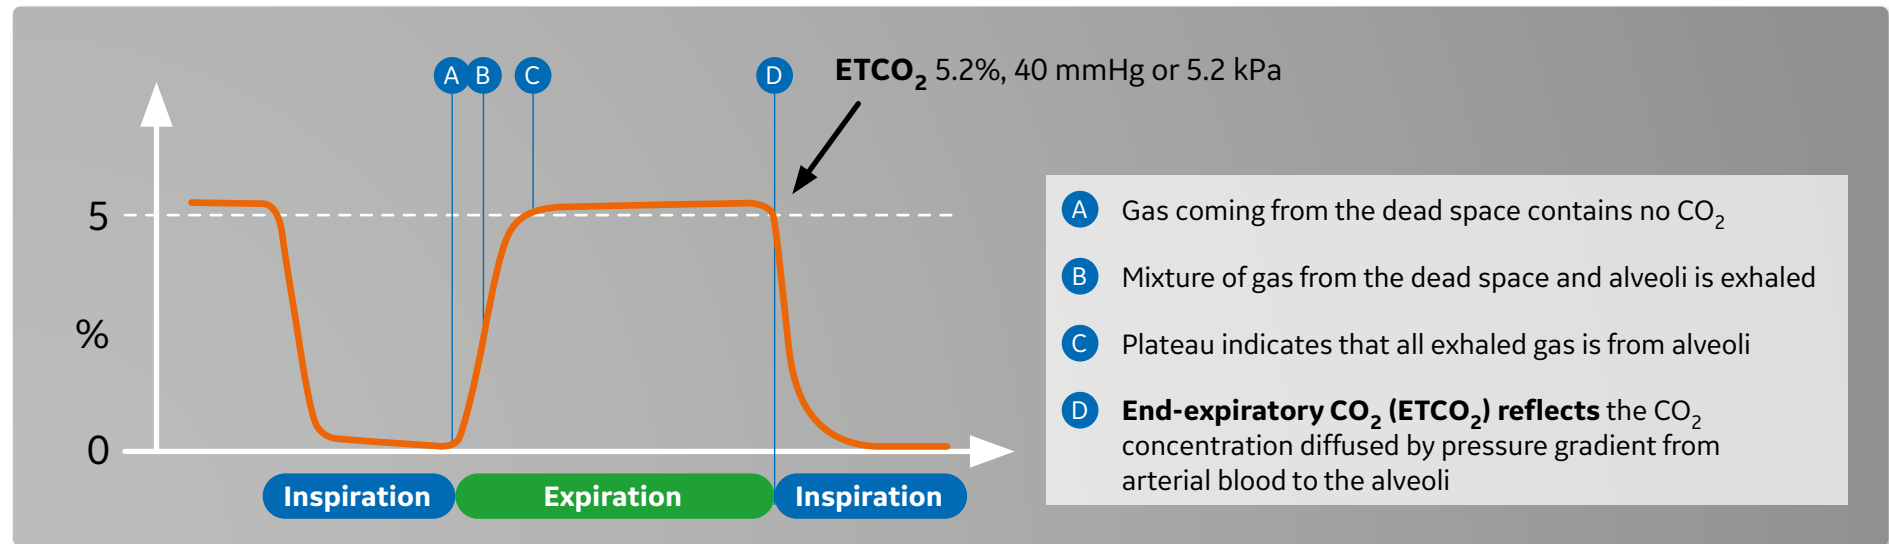 A B C D
ETCO₂ 5.2%, 40 mmHg or 5.2 kPa
5
%
0
Inspiration Expiration Inspiration
A Gas coming from the dead space contains no CO₂
B Mixture of gas from the dead space and alveoli is exhaled
C Plateau indicates that all exhaled gas is from alveoli
D End-expiratory CO₂ (ETCO₂) reflects the CO₂
concentration diffused by pressure gradient from
arterial blood to the alveoli